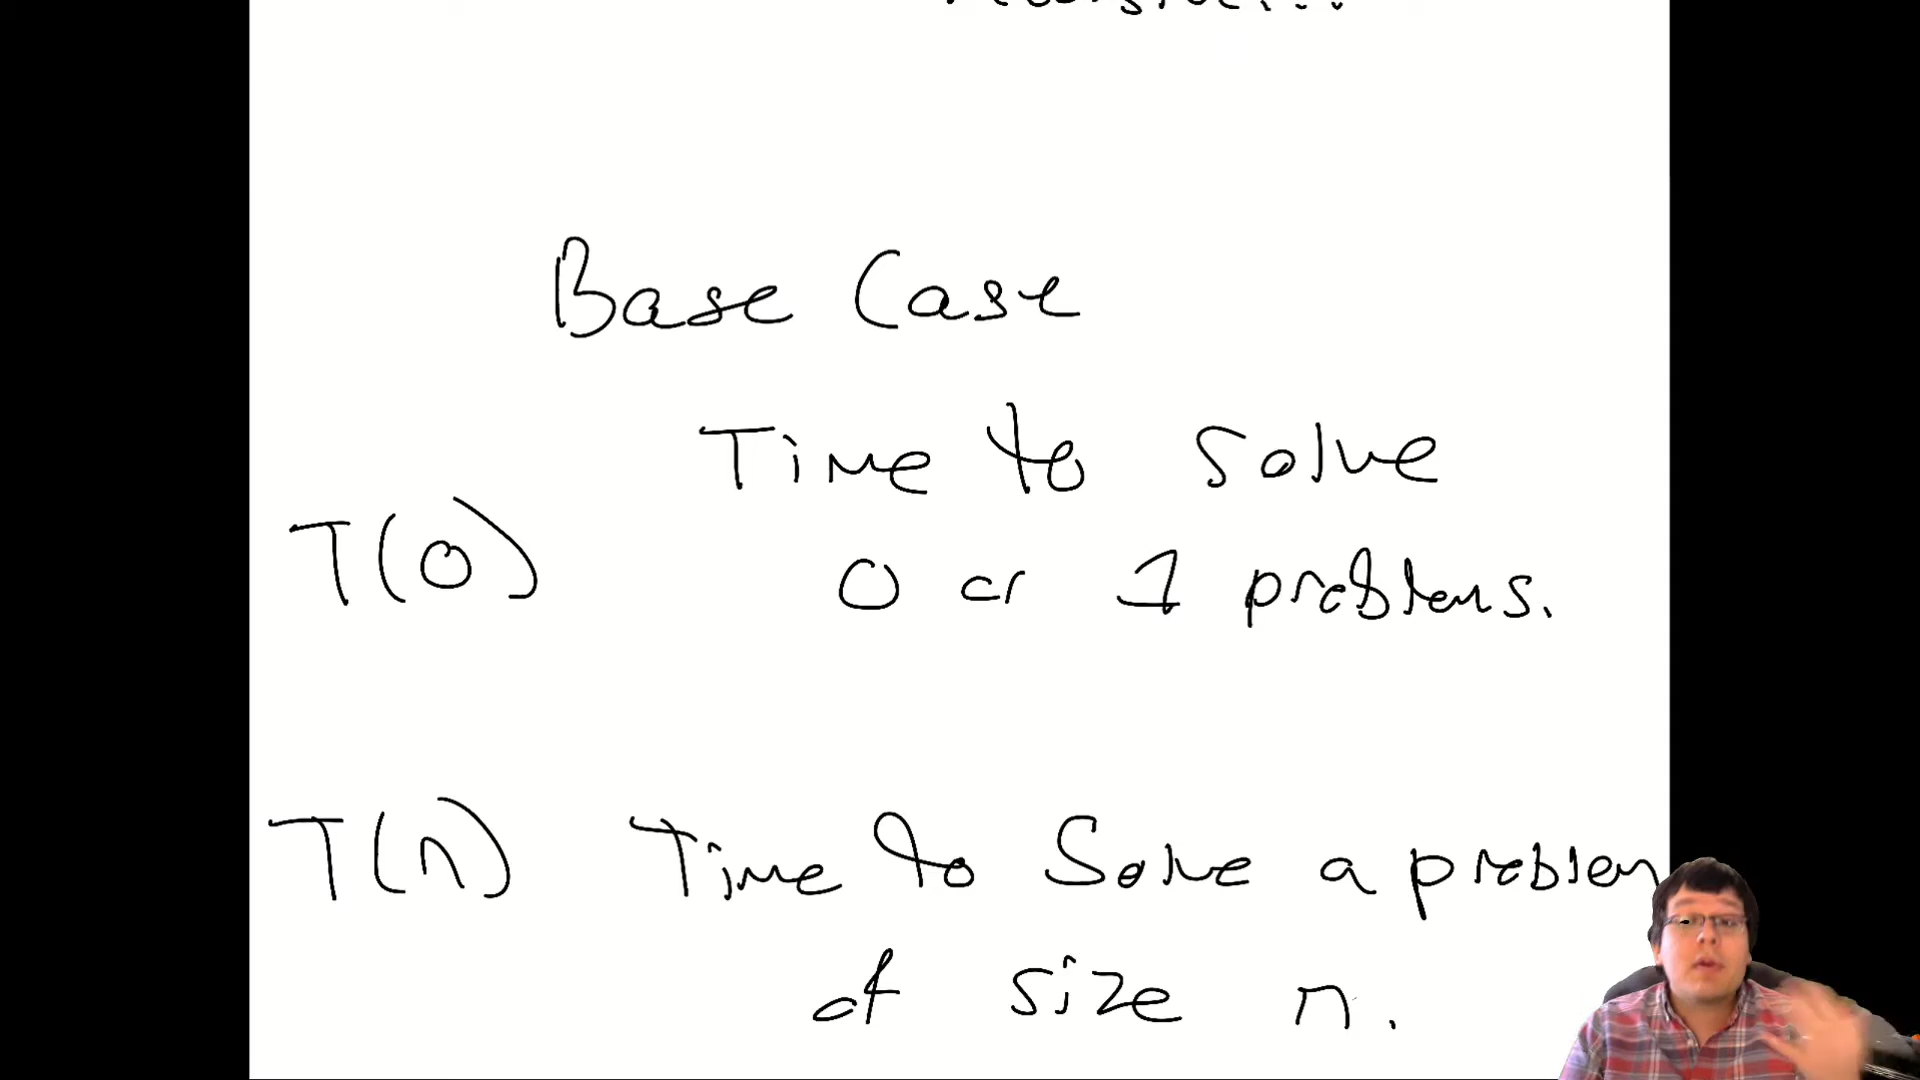 Base Case
Time to Solve
T(0) 0 or 1 problems.
T(n) Time to Solve a problem
of size n.